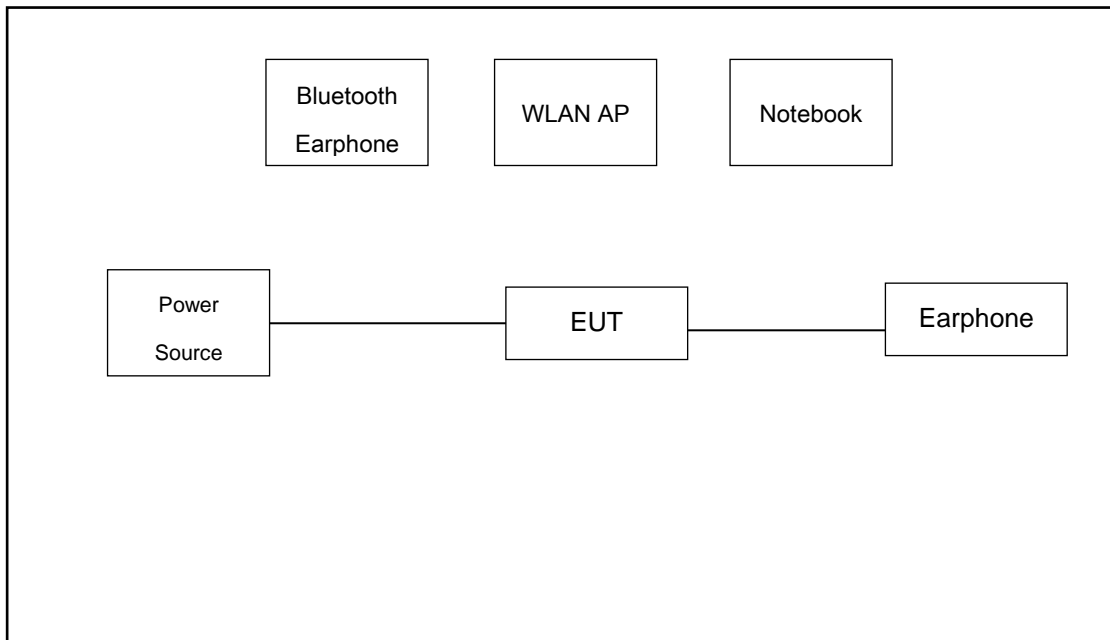 Bluetooth
Earphone
WLAN AP
Notebook
Power
Source
EUT
Earphone